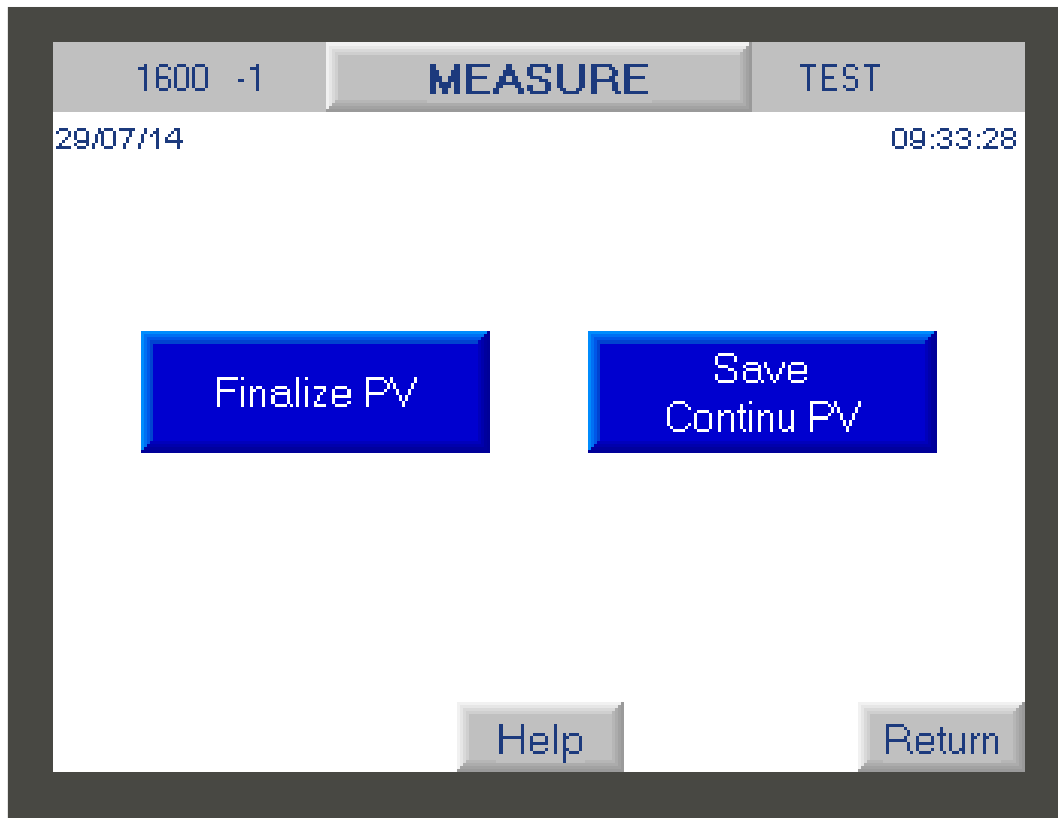 1600 -1 MEASURE TEST
29/07/14 09:33:28
Finalize PV
Save
Continu PV
Help Return